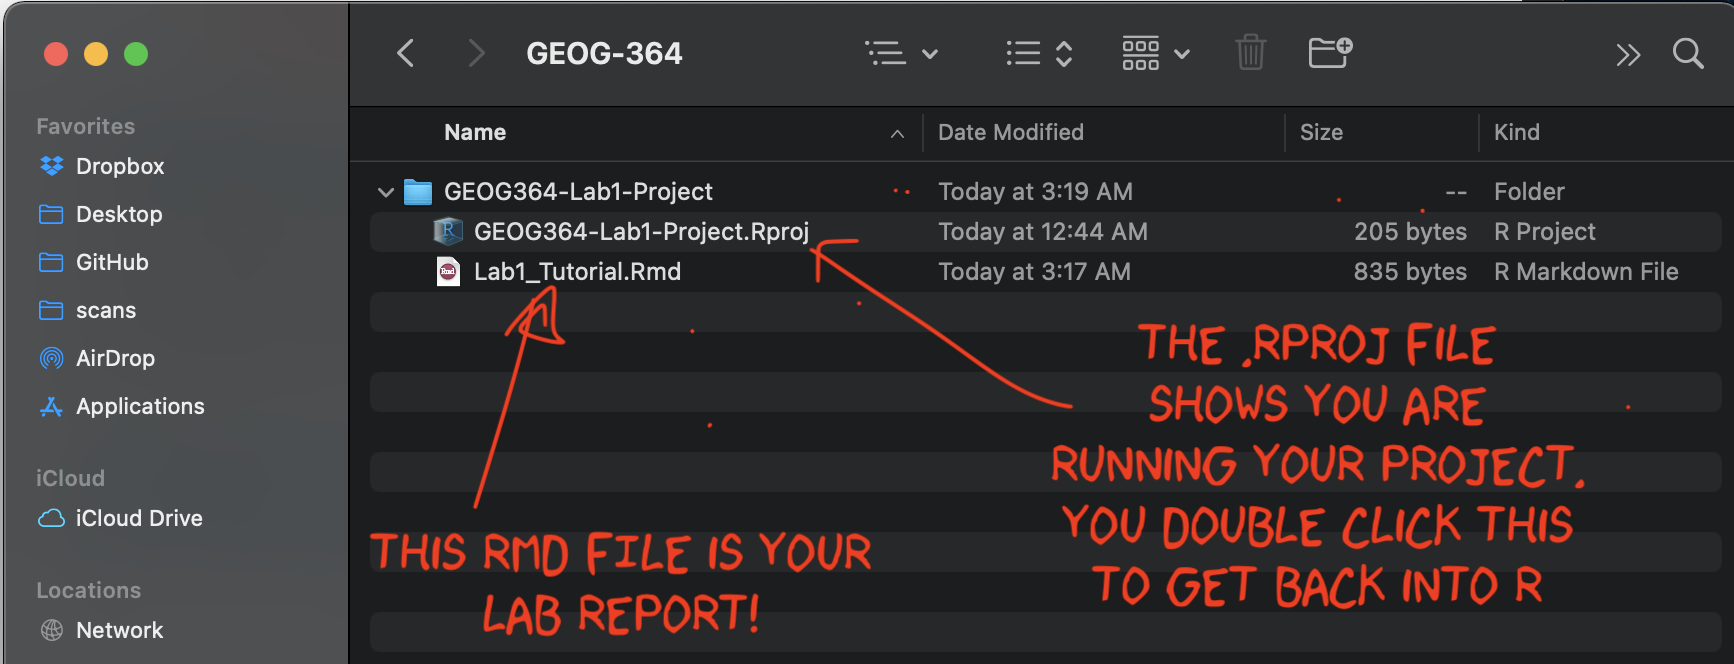 GEOG-364
Favorites
Dropbox
Desktop
GitHub
scans
AirDrop
Applications
iCloud
iCloud Drive
Locations
Network
Name Date Modified Size Kind
GEOG364-Lab1-Project Today at 3:19 AM -- Folder
R GEOG364-Lab1-Project.Rproj Today at 12:44 AM 205 bytes R Project
Rmd Lab1_Tutorial.Rmd Today at 3:17 AM 835 bytes R Markdown File
THIS RMD FILE IS YOUR
LAB REPORT!
THE .RPROJ FILE
SHOWS YOU ARE
RUNNING YOUR PROJECT.
YOU DOUBLE CLICK THIS
TO GET BACK INTO R